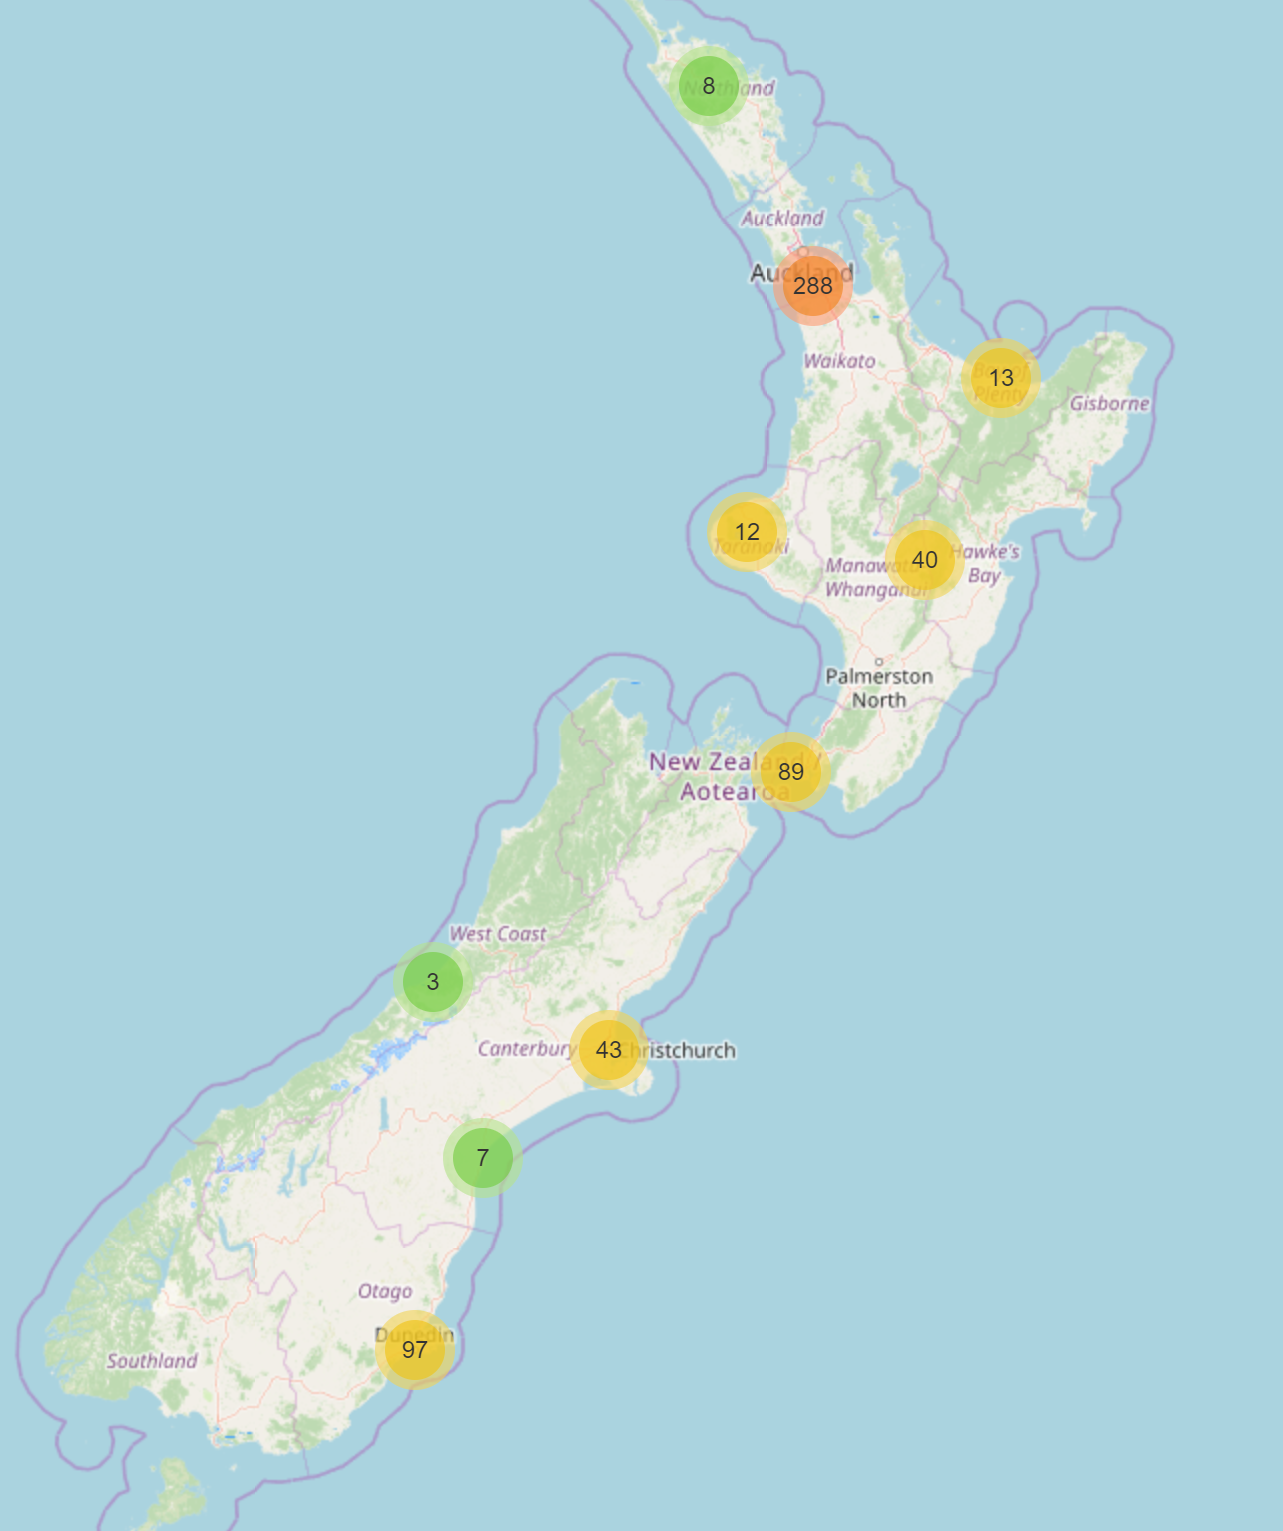 8
Northland
Auckland
Auckland
288
Waikato
13
Bay of
Plenty
Gisborne
12
Taranaki
40
Hawke's
Bay
Manawatū
Whanganui
Palmerston
North
New Zealand /
Aotearoa
89
West Coast
3
Canterbury
43
Christchurch
7
Otago
Dunedin
97
Southland